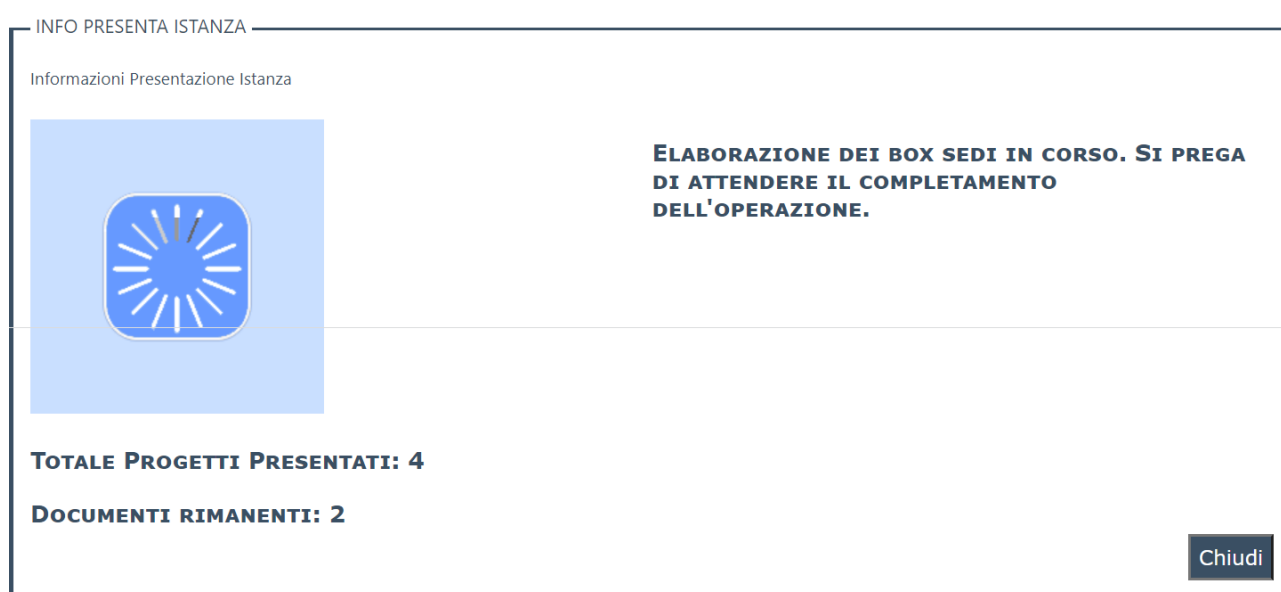 INFO PRESENTA ISTANZA
Informazioni Presentazione Istanza
Elaborazione dei box sedi in corso. Si prega
di attendere il completamento
dell'operazione.
Totale Progetti Presentati: 4
Documenti rimanenti: 2
Chiudi